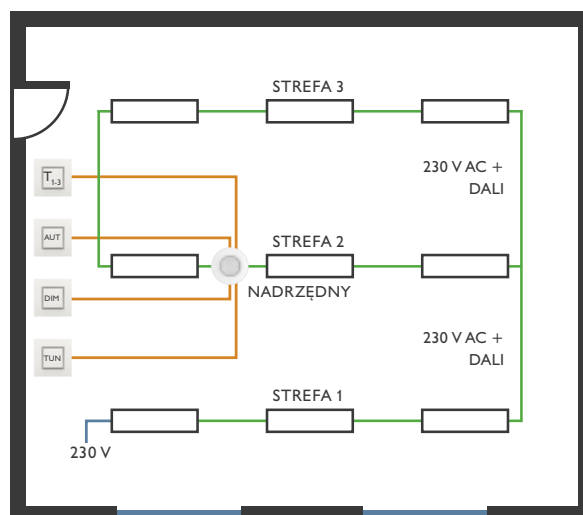 STREFA 3
230 V AC +
DALI
T1-3
AUT
STREFA 2
NADRZĘDNY
DIM
230 V AC +
DALI
TUN
STREFA 1
230 V